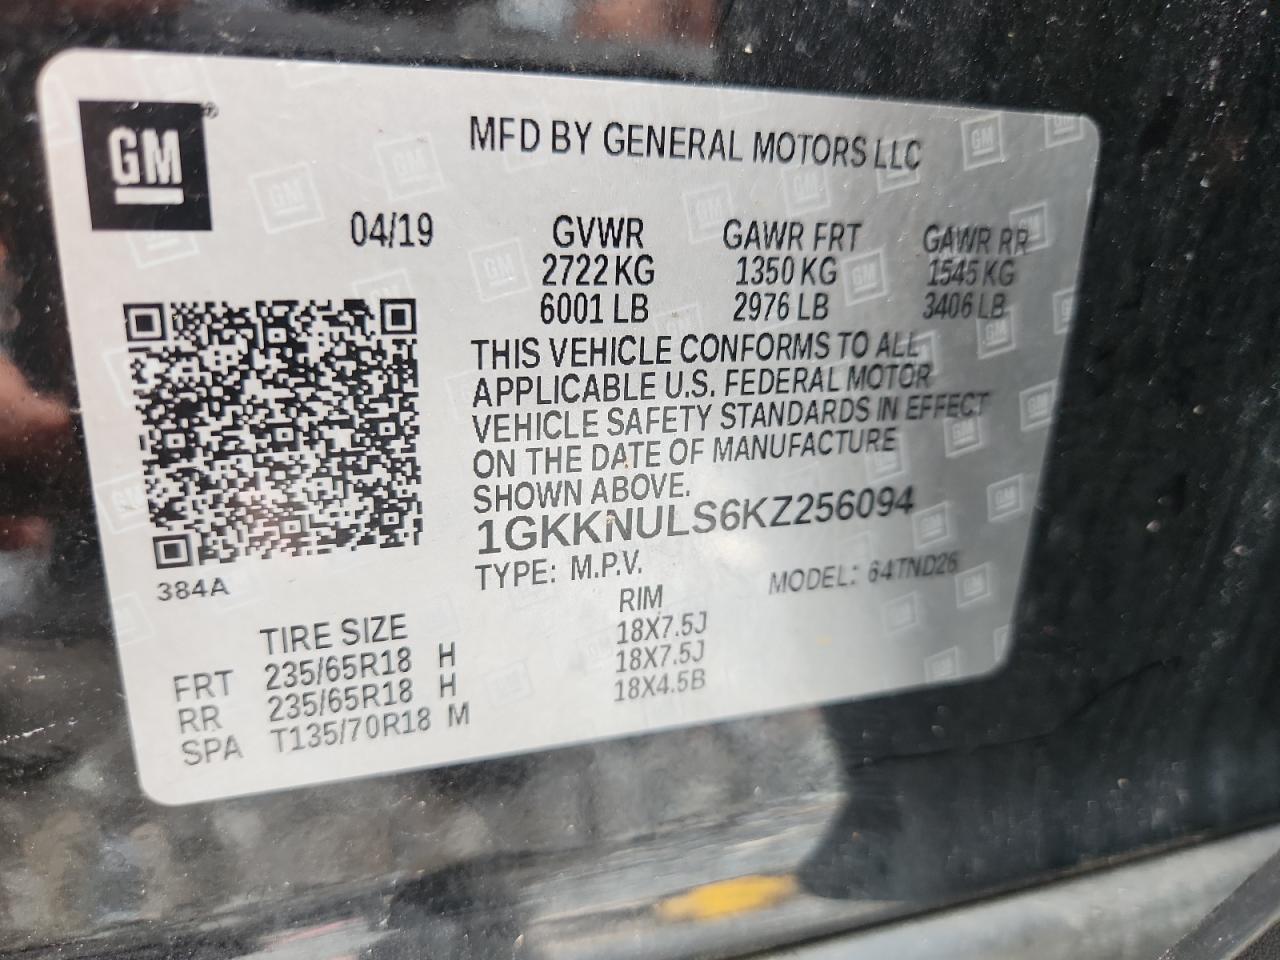 GM
MFD BY GENERAL MOTORS LLC
04/19 GVWR GAWR FRT GAWR RR
2722 KG 1350 KG 1545 KG
6001 LB 2976 LB 3406 LB
THIS VEHICLE CONFORMS TO ALL
APPLICABLE U.S. FEDERAL MOTOR
VEHICLE SAFETY STANDARDS IN EFFECT
ON THE DATE OF MANUFACTURE
SHOWN ABOVE.
1GKKNULS6KZ256094
TYPE: M.P.V. MODEL: 64TND26
384A
TIRE SIZE RIM
FRT 235/65R18 H 18X7.5J
RR 235/65R18 H 18X7.5J
SPA T135/70R18 M 18X4.5B